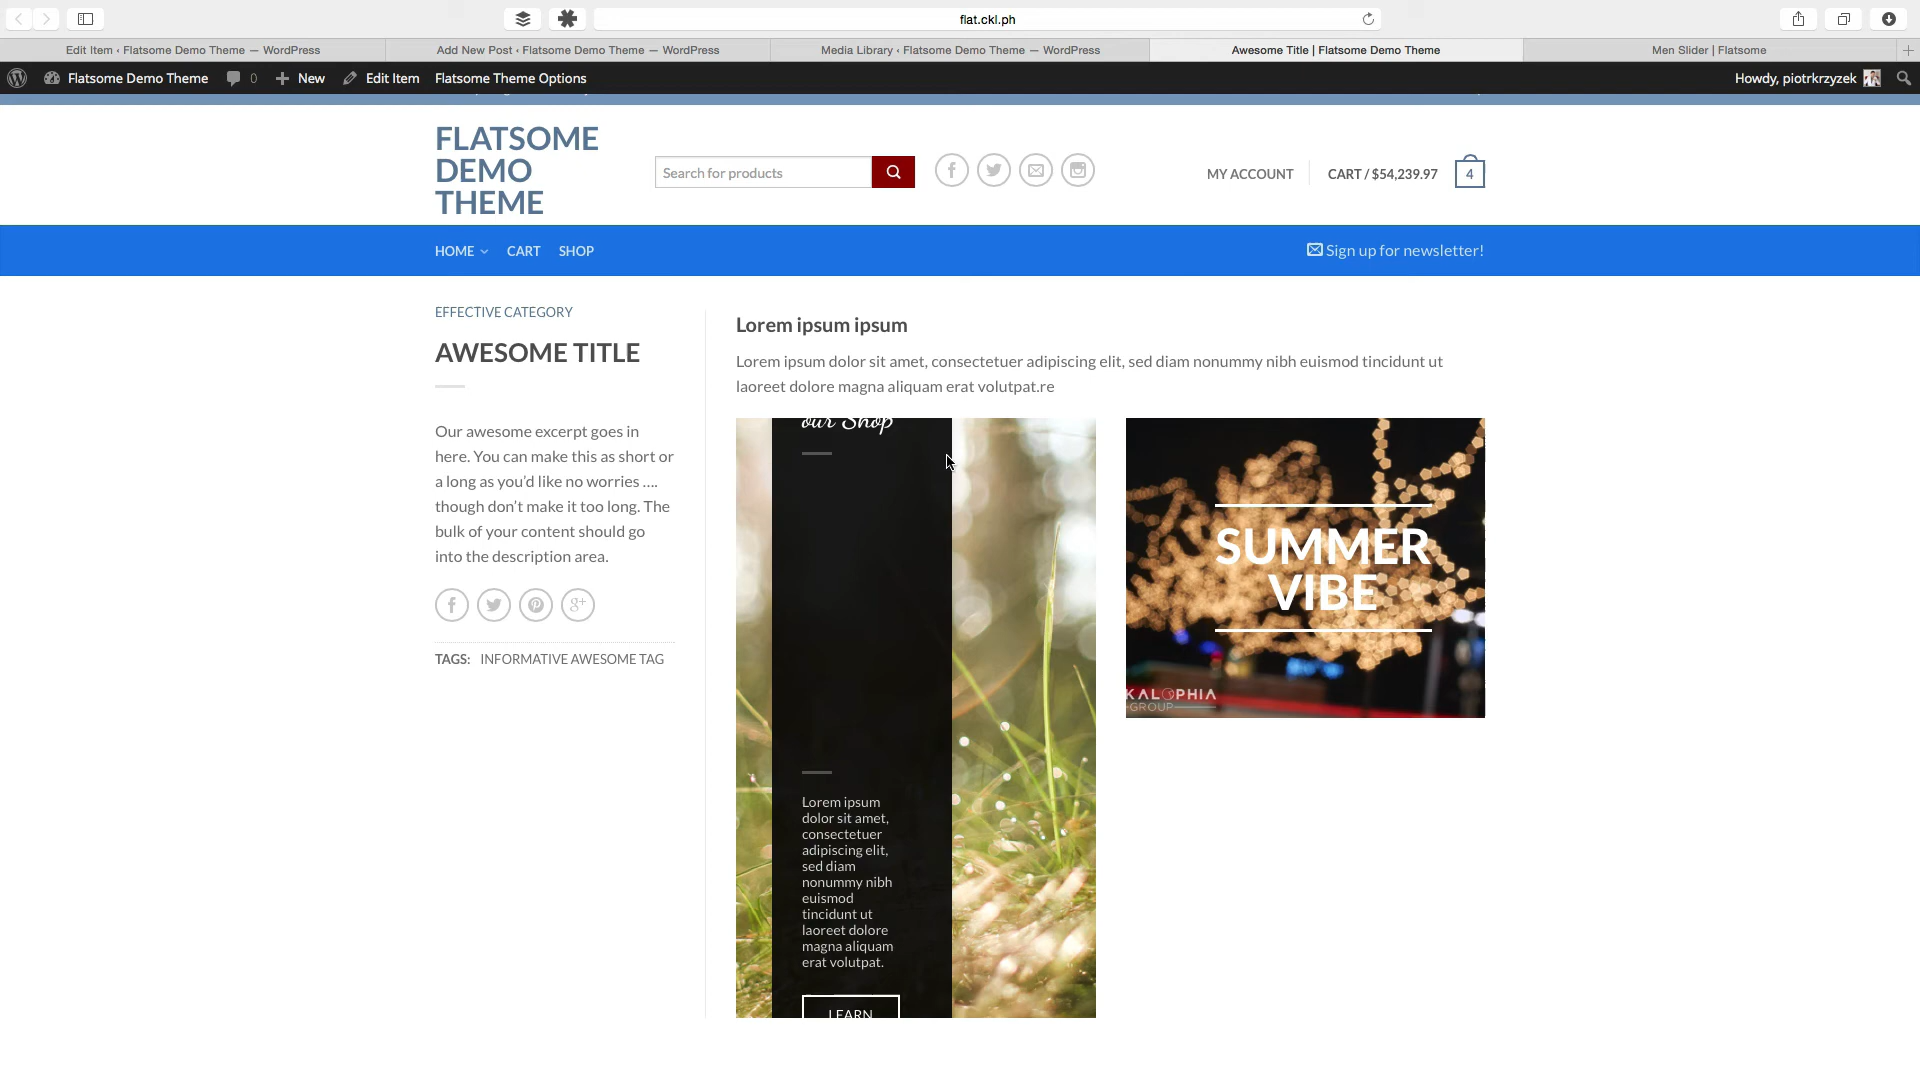 flat.ckl.ph
Edit Item ‹ Flatsome Demo Theme — WordPress
Add New Post ‹ Flatsome Demo Theme — WordPress
Media Library ‹ Flatsome Demo Theme — WordPress
Awesome Title | Flatsome Demo Theme
Men Slider | Flatsome
Flatsome Demo Theme 0 New Edit Item Flatsome Theme Options
Howdy, piotrkrzyzek
FLATSOME
DEMO
THEME
Search for products
MY ACCOUNT
CART / $54,239.97
4
HOME CART SHOP
Sign up for newsletter!
EFFECTIVE CATEGORY
AWESOME TITLE
Our awesome excerpt goes in
here. You can make this as short or
a long as you’d like no worries ….
though don’t make it too long. The
bulk of your content should go
into the description area.
TAGS: INFORMATIVE AWESOME TAG
Lorem ipsum ipsum
Lorem ipsum dolor sit amet, consectetuer adipiscing elit, sed diam nonummy nibh euismod tincidunt ut
laoreet dolore magna aliquam erat volutpat.re
our Shop
Lorem ipsum
dolor sit amet,
consectetuer
adipiscing elit,
sed diam
nonummy nibh
euismod
tincidunt ut
laoreet dolore
magna aliquam
erat volutpat.
LEARN
SUMMER
VIBE
KALOPHIA
GROUP